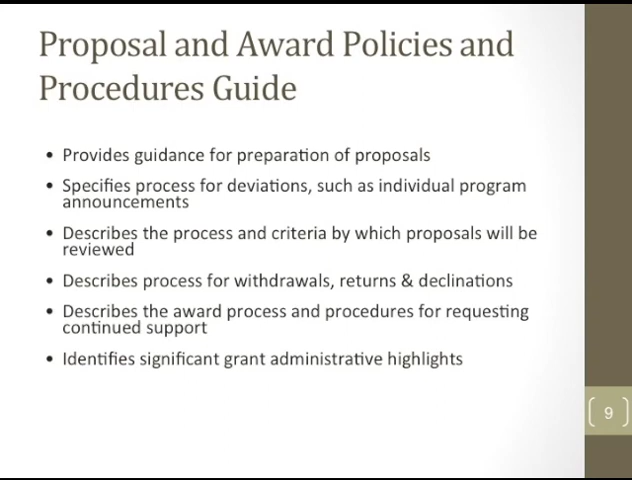 Proposal and Award Policies and
Procedures Guide
• Provides guidance for preparation of proposals
• Specifies process for deviations, such as individual program
announcements
• Describes the process and criteria by which proposals will be
reviewed
• Describes process for withdrawals, returns & declinations
• Describes the award process and procedures for requesting
continued support
• Identifies significant grant administrative highlights
9